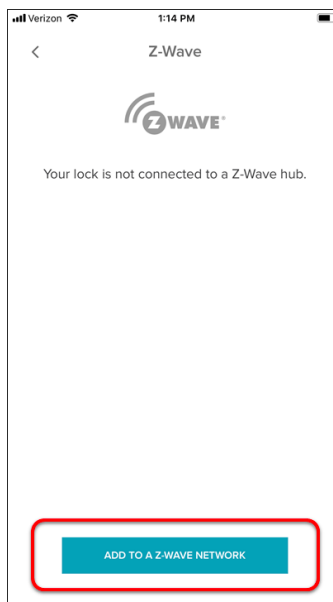 Verizon 1:14 PM
Z-Wave
Z WAVE®
Your lock is not connected to a Z-Wave hub.
ADD TO A Z-WAVE NETWORK